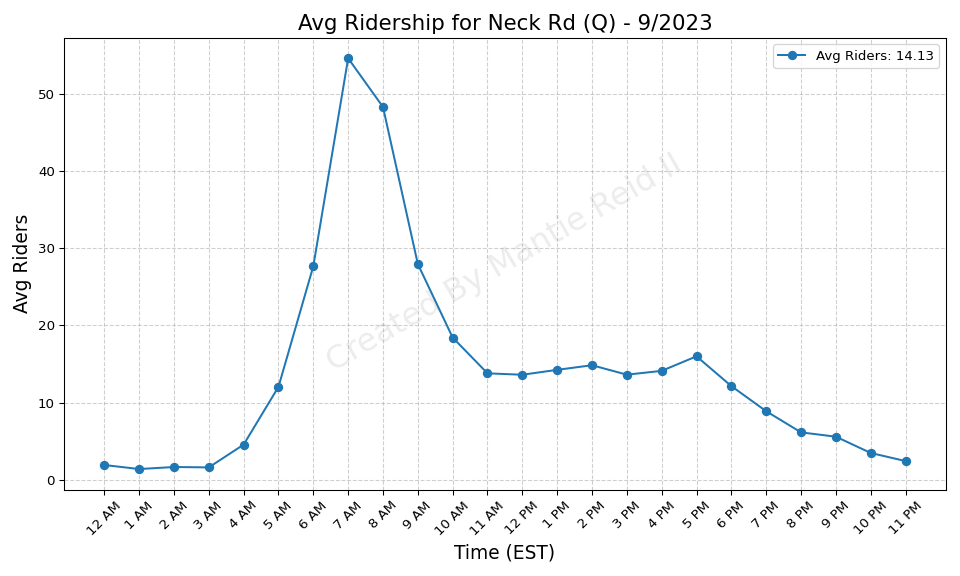 Avg Ridership for Neck Rd (Q) - 9/2023
Avg Riders: 14.13
Avg Riders
50
40
30
20
10
0
Created By Mantie Reid II
12 AM
1 AM
2 AM
3 AM
4 AM
5 AM
6 AM
7 AM
8 AM
9 AM
10 AM
11 AM
12 PM
1 PM
2 PM
3 PM
4 PM
5 PM
6 PM
7 PM
8 PM
9 PM
10 PM
11 PM
Time (EST)